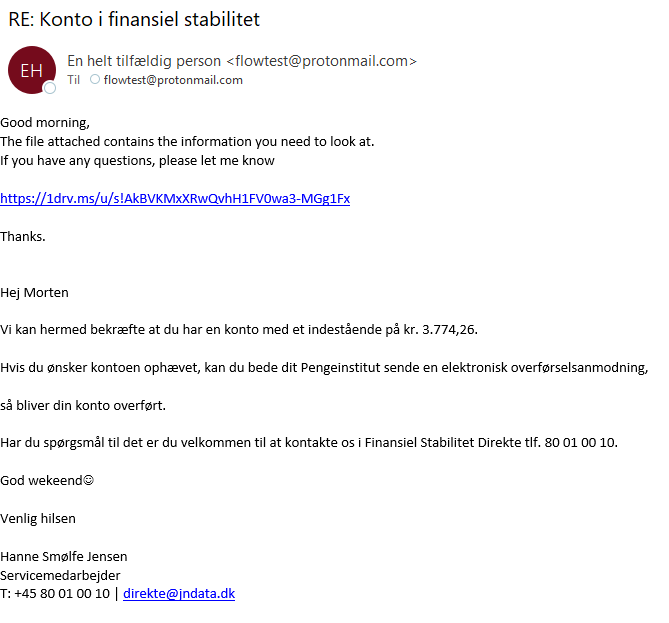 RE: Konto i finansiel stabilitet
EH
En helt tilfældig person <flowtest@protonmail.com>
Til flowtest@protonmail.com
Good morning,
The file attached contains the information you need to look at.
If you have any questions, please let me know
https://1drv.ms/u/s!AkBVKMxXRwQvhH1FV0wa3-MGg1Fx
Thanks.
Hej Morten
Vi kan hermed bekræfte at du har en konto med et indestående på kr. 3.774,26.
Hvis du ønsker kontoen ophævet, kan du bede dit Pengeinstitut sende en elektronisk overførselsanmodning,
så bliver din konto overført.
Har du spørgsmål til det er du velkommen til at kontakte os i Finansiel Stabilitet Direkte tlf. 80 01 00 10.
God wekeend☺
Venlig hilsen
Hanne Smølfe Jensen
Servicemedarbejder
T: +45 80 01 00 10 | direkte@jndata.dk